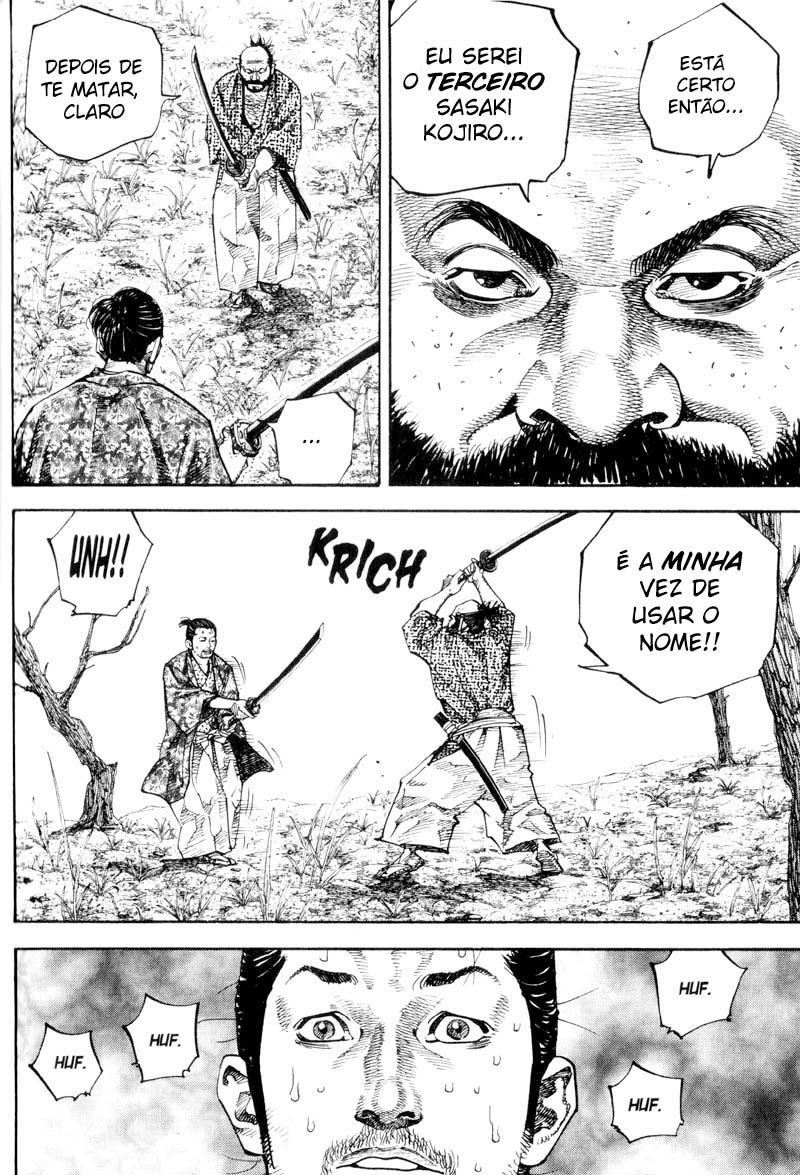 ESTÁ
CERTO
ENTÃO...
EU SEREI
O TERCEIRO
SASAKI
KOJIRO...
DEPOIS DE
TE MATAR,
CLARO
...
É A MINHA
VEZ DE
USAR O
NOME!!
KRICH
UNH!!
HUF.
HUF.
HUF.
HUF.